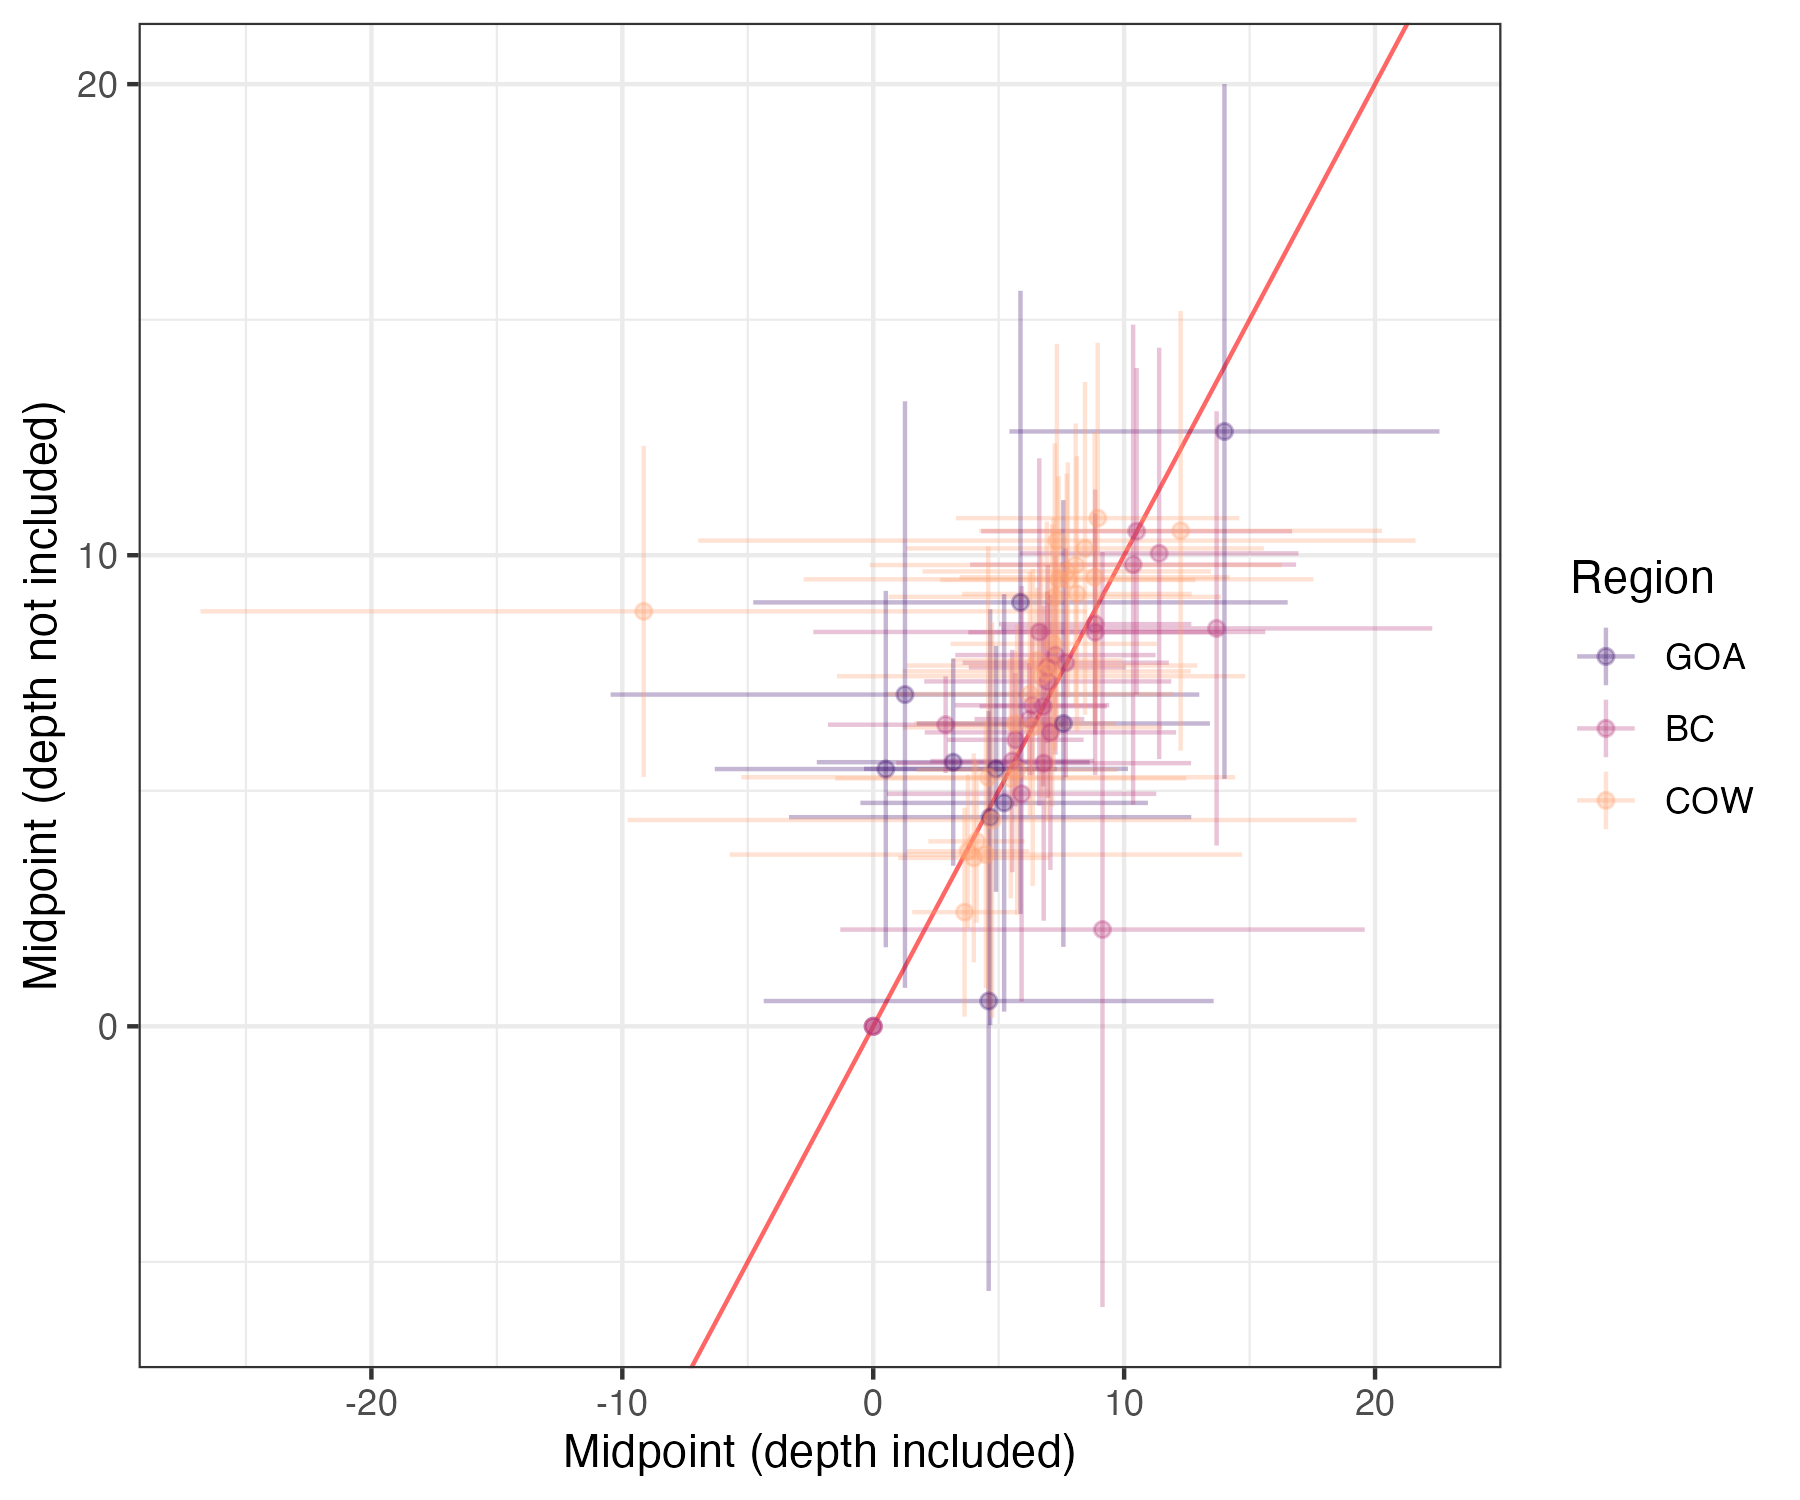 20
10
0
Midpoint (depth not included)
-20
-10
0
10
20
Midpoint (depth included)
Region
GOA
BC
COW